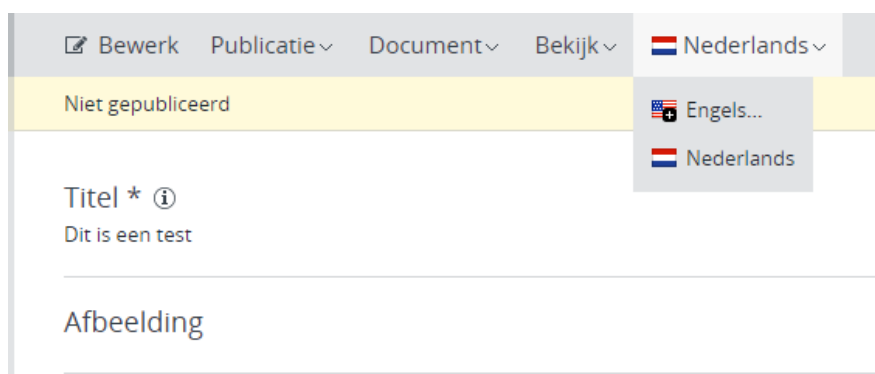 Bewerk Publicatie Document Bekijk Nederlands
Niet gepubliceerd
Engels...
Nederlands
Titel *
Dit is een test
Afbeelding